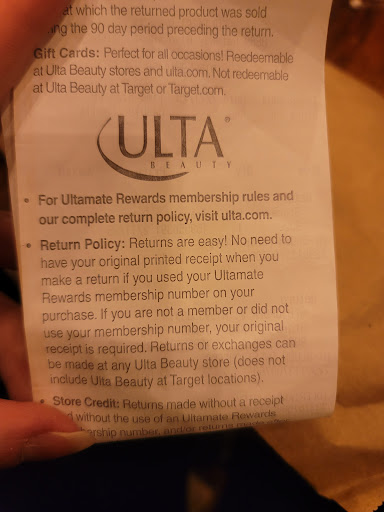 at which the returned product was sold
ng the 90 day period preceding the return.
Gift Cards: Perfect for all occasions! Reedeemable
at Ulta Beauty stores and ulta.com. Not redeemable
at Ulta Beauty at Target or Target.com.
ULTA®
BEAUTY
• For Ultamate Rewards membership rules and
our complete return policy, visit ulta.com.
• Return Policy: Returns are easy! No need to
have your original printed receipt when you
make a return if you used your Ultamate
Rewards membership number on your
purchase. If you are not a member or did not
use your membership number, your original
receipt is required. Returns or exchanges can
be made at any Ulta Beauty store (does not
include Ulta Beauty at Target locations).
• Store Credit: Returns made without a receipt
without the use of an Ultamate Rewards
ership number, and/or returns